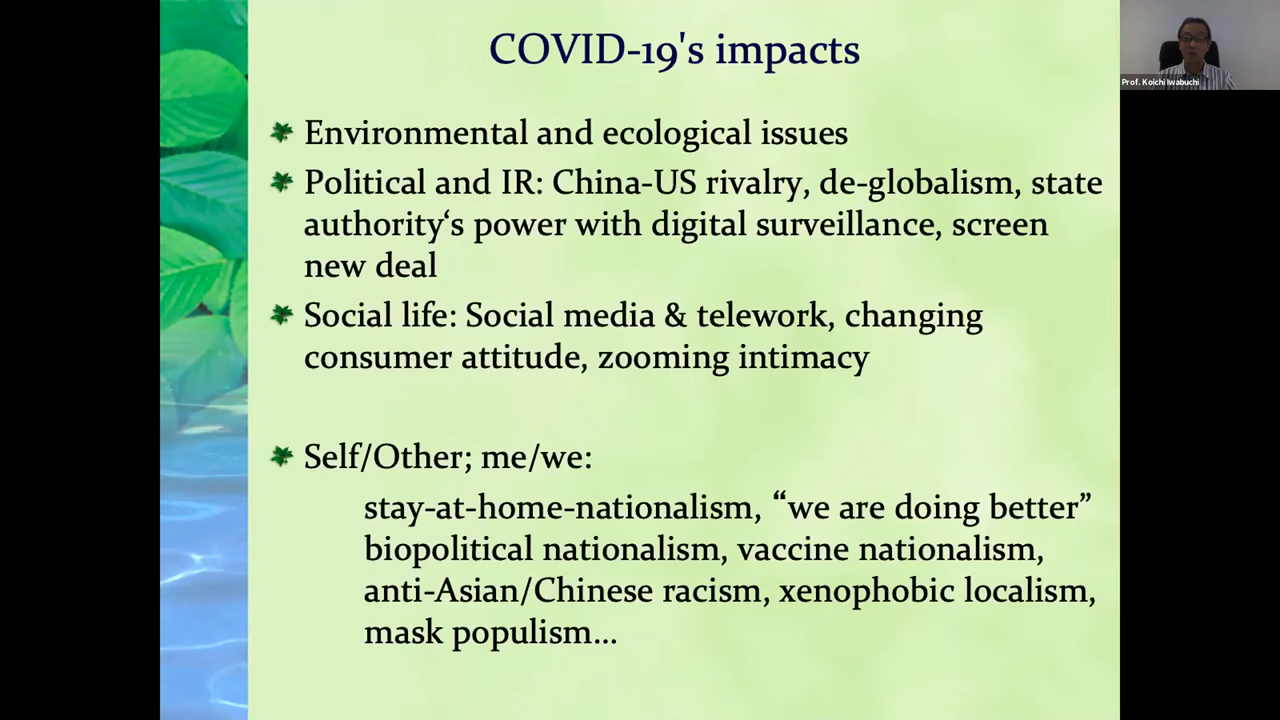 COVID-19's impacts
Prof. Koichi Iwabuchi
Environmental and ecological issues
Political and IR: China-US rivalry, de-globalism, state
authority‘s power with digital surveillance, screen
new deal
Social life: Social media & telework, changing
consumer attitude, zooming intimacy
Self/Other; me/we:
stay-at-home-nationalism, “we are doing better”
biopolitical nationalism, vaccine nationalism,
anti-Asian/Chinese racism, xenophobic localism,
mask populism...